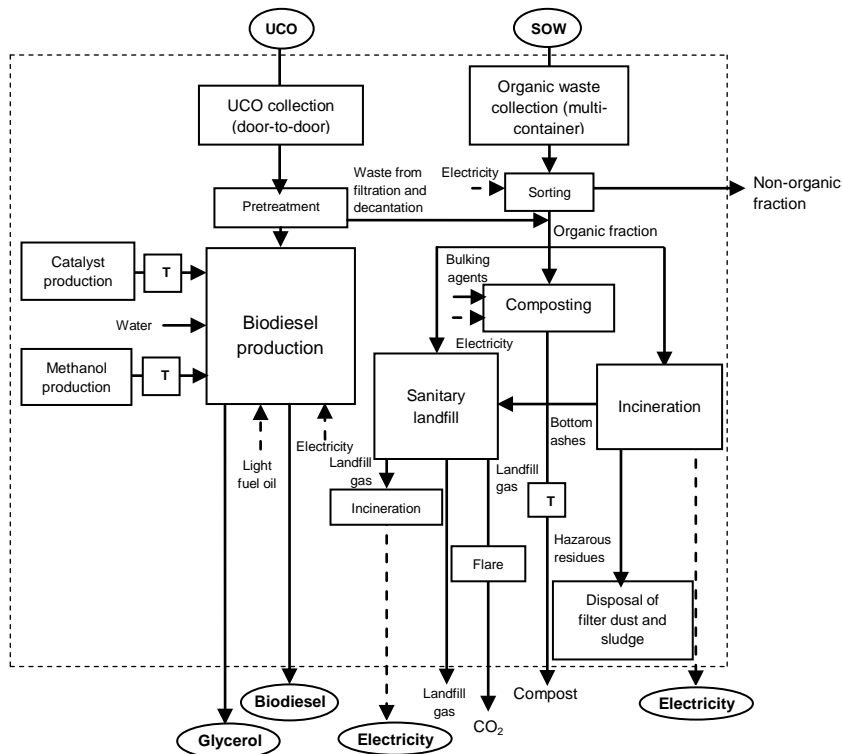 UCO
SOW
UCO collection
(door-to-door)
Organic waste
collection (multi-
container)
Waste from
filtration and
decantation
Electricity
Sorting
Non-organic
fraction
Pretreatment
Organic fraction
Catalyst
production
T
Bulking
agents
Composting
Water
Biodiesel
production
Electricity
Methanol
production
T
Sanitary
landfill
Incineration
Bottom
ashes
Light
fuel oil
Electricity
Landfill
gas
Landfill
gas
Incineration
T
Flare
Hazarous
residues
Disposal of
filter dust and
sludge
Biodiesel
Landfill
gas
Compost
Electricity
CO2
Glycerol
Electricity